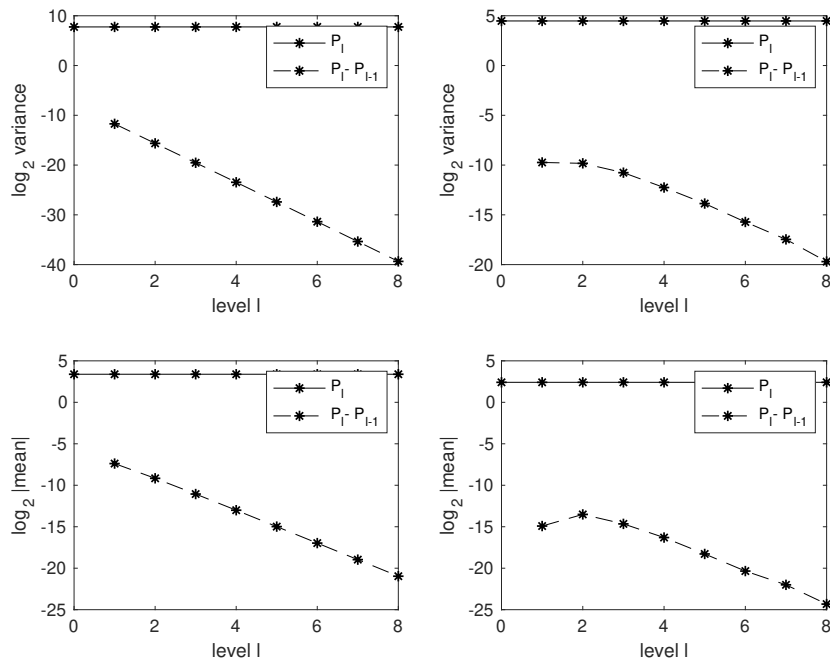 10
0
-10
-20
-30
-40
0 2 4 6 8
level l
log2 variance
P_l
P_l- P_l-1
5
0
-5
-10
-15
-20
0 2 4 6 8
level l
log2 variance
P_l
P_l- P_l-1
5
0
-5
-10
-15
-20
-25
0 2 4 6 8
level l
log2 |mean|
P_l
P_l- P_l-1
5
0
-5
-10
-15
-20
-25
0 2 4 6 8
level l
log2 |mean|
P_l
P_l- P_l-1